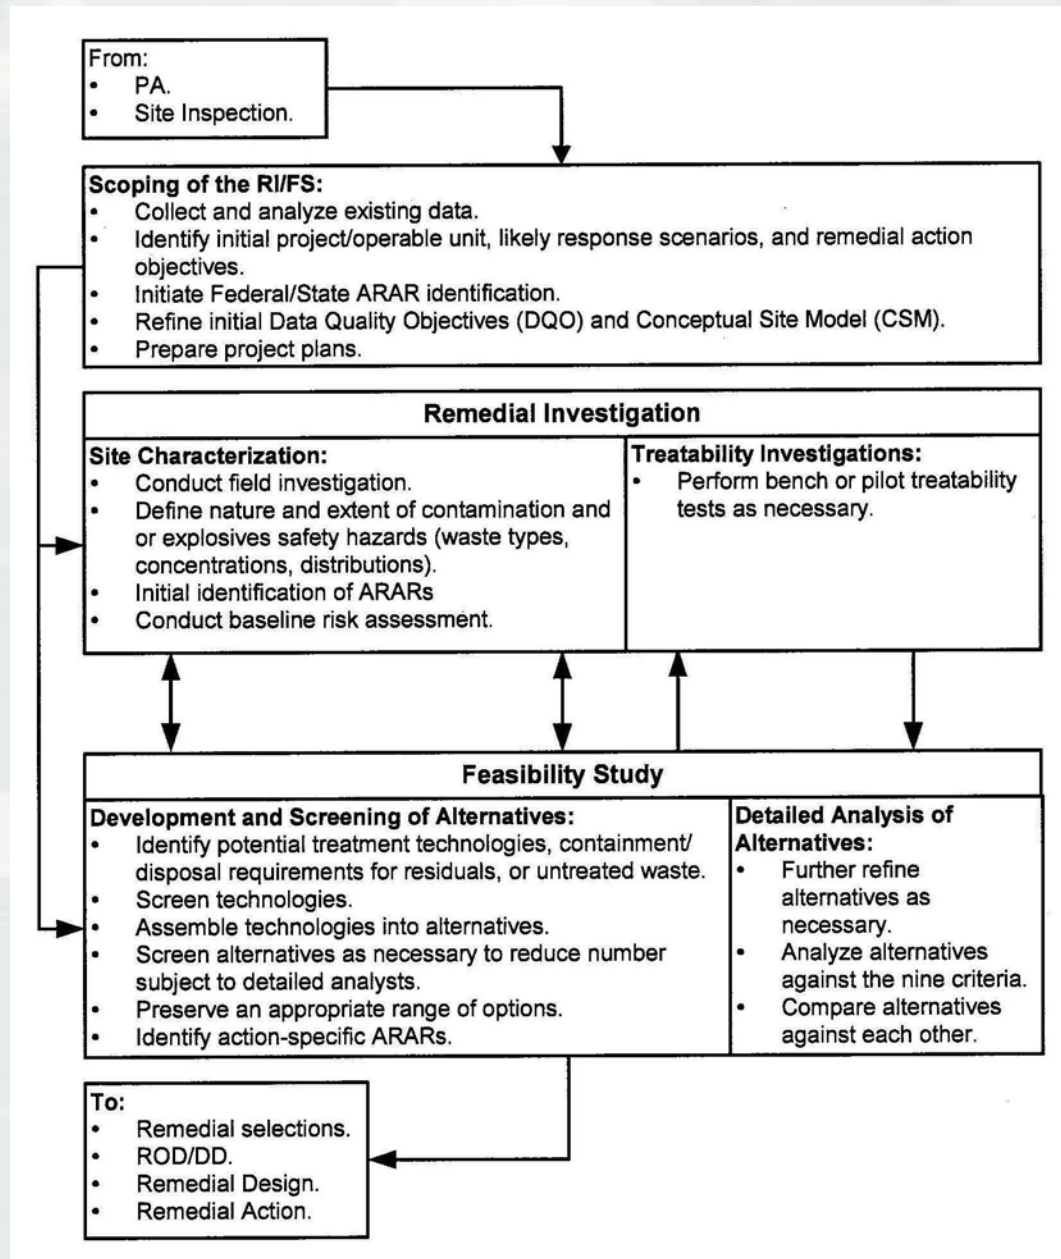 From:
• PA.
• Site Inspection.
Scoping of the RI/FS:
• Collect and analyze existing data.
• Identify initial project/operable unit, likely response scenarios, and remedial action
objectives.
• Initiate Federal/State ARAR identification.
• Refine initial Data Quality Objectives (DQO) and Conceptual Site Model (CSM).
• Prepare project plans.
Remedial Investigation
Site Characterization:
• Conduct field investigation.
• Define nature and extent of contamination and
or explosives safety hazards (waste types,
concentrations, distributions).
• Initial identification of ARARs
• Conduct baseline risk assessment.
Treatability Investigations:
• Perform bench or pilot treatability
tests as necessary.
Feasibility Study
Development and Screening of Alternatives:
• Identify potential treatment technologies, containment/
disposal requirements for residuals, or untreated waste.
• Screen technologies.
• Assemble technologies into alternatives.
• Screen alternatives as necessary to reduce number
subject to detailed analysts.
• Preserve an appropriate range of options.
• Identify action-specific ARARs.
Detailed Analysis of
Alternatives:
• Further refine
alternatives as
necessary.
• Analyze alternatives
against the nine criteria.
• Compare alternatives
against each other.
To:
• Remedial selections.
• ROD/DD.
• Remedial Design.
• Remedial Action.